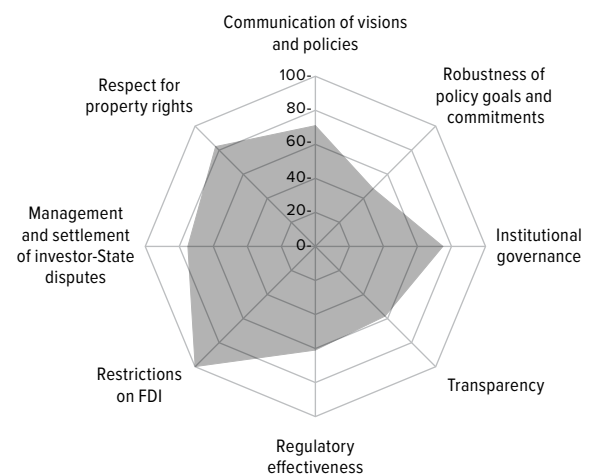 Communication of visions
and policies
Robustness of
policy goals and
commitments
Institutional
governance
Transparency
Regulatory
effectiveness
Restrictions
on FDI
Management
and settlement
of investor-State
disputes
Respect for
property rights
100-
80-
60-
40-
20-
0-